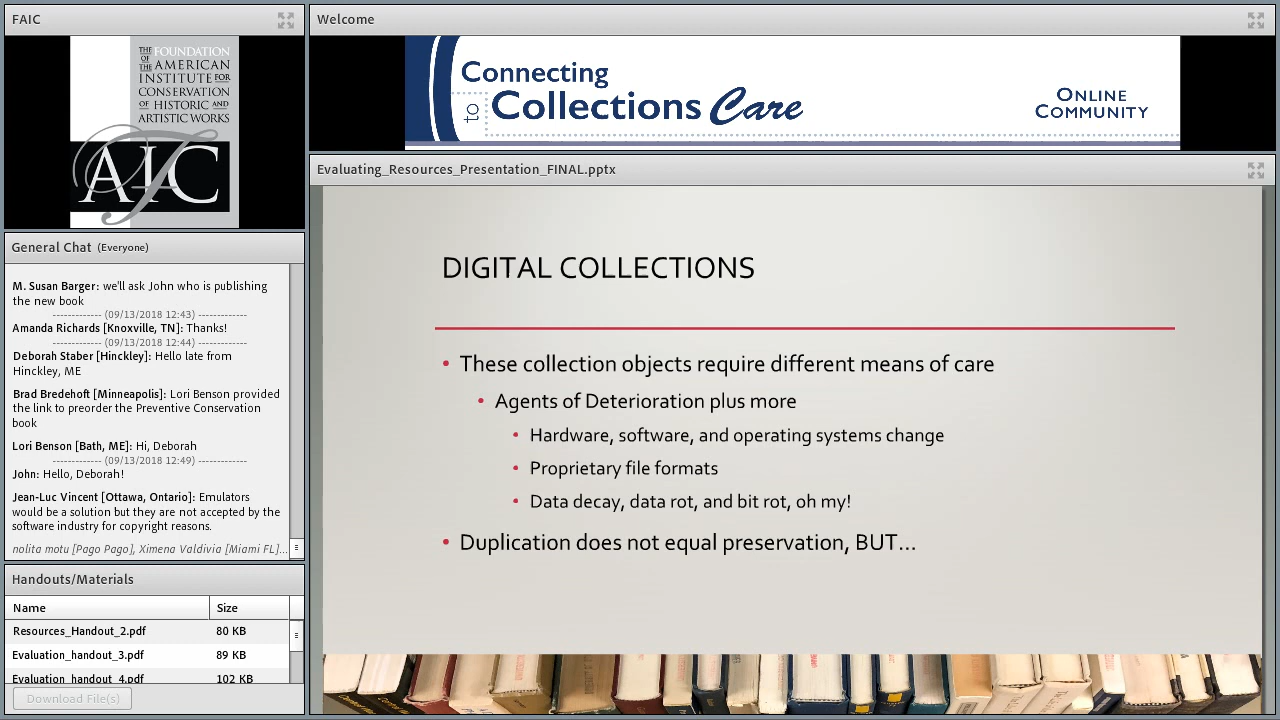 FAIC
THE FOUNDATION
OF THE AMERICAN
INSTITUTE FOR
CONSERVATION
OF HISTORIC AND
ARTISTIC WORKS
AIC
General Chat (Everyone)
M. Susan Barger: we'll ask John who is publishing
the new book
------------- (09/13/2018 12:43) -------------
Amanda Richards [Knoxville, TN]: Thanks!
------------- (09/13/2018 12:44) -------------
Deborah Staber [Hinckley]: Hello late from
Hinckley, ME
Brad Bredehoft [Minneapolis]: Lori Benson provided
the link to preorder the Preventive Conservation
book
Lori Benson [Bath, ME]: Hi, Deborah
------------- (09/13/2018 12:49) -------------
John: Hello, Deborah!
Jean-Luc Vincent [Ottawa, Ontario]: Emulators
would be a solution but they are not accepted by the
software industry for copyright reasons.
nolita motu [Pago Pago], Ximena Valdivia [Miami FL]...
Handouts/Materials
Name Size
Resources_Handout_2.pdf 80 KB
Evaluation_handout_3.pdf 89 KB
Evaluation_handout_4.pdf 102 KB
Download File(s)
Welcome
Connecting
to Collections Care
ONLINE
COMMUNITY
Evaluating_Resources_Presentation_FINAL.pptx
DIGITAL COLLECTIONS
• These collection objects require different means of care
• Agents of Deterioration plus more
• Hardware, software, and operating systems change
• Proprietary file formats
• Data decay, data rot, and bit rot, oh my!
• Duplication does not equal preservation, BUT…